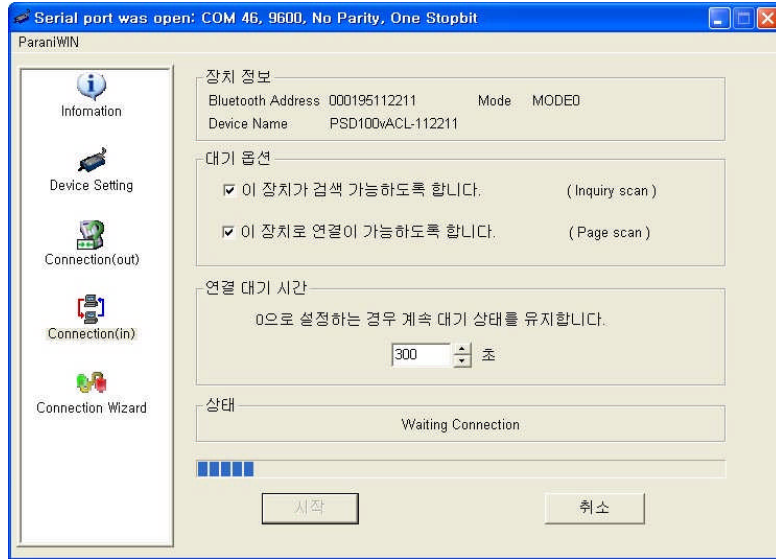 Serial port was open: COM 46, 9600, No Parity, One Stopbit
ParaniWIN
Infomation
Device Setting
Connection(out)
Connection(in)
Connection Wizard
장치 정보
Bluetooth Address 000195112211 Mode MODE0
Device Name PSD100vACL-112211
대기 옵션
이 장치가 검색 가능하도록 합니다. ( Inquiry scan )
이 장치로 연결이 가능하도록 합니다. ( Page scan )
연결 대기 시간
0으로 설정하는 경우 계속 대기 상태를 유지합니다.
300 초
상태
Waiting Connection
시작 취소